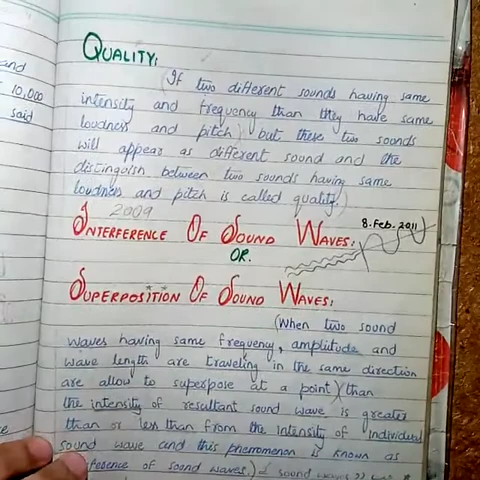 and
10,000
said
QUALITY:
(If two different sounds having same
intensity and frequency than they have same
loudness and pitch) but these two sounds
will appear as different sound and the
distinguish between two sounds having same
loudness and pitch is called quality.)
2009
INTERFERENCE OF SOUND WAVES:
8. Feb. 2011
OR.
SUPERPOSITION OF SOUND WAVES:
(When two sound
waves having same frequency, amplitude and
wave length are traveling in the same direction
are allow to superpose at a point) (than
the intensity of resultant sound wave is greater
than or less than from the intensity of individual
sound wave and this phenomenon is known as
of sound waves.) sound waves